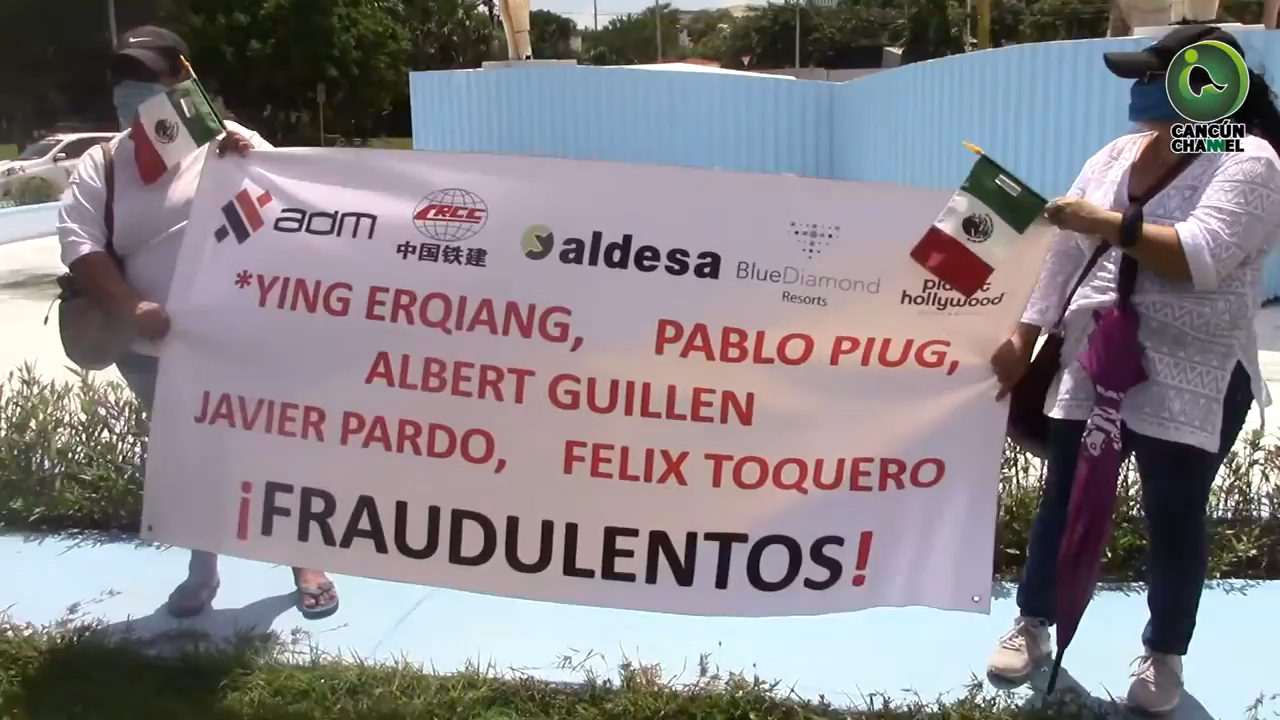 CANCÚN
CHANNEL
adm
CRCC
中国铁建
aldesa
BlueDiamond
Resorts
hollywood
*YING ERQIANG, PABLO PIUG,
ALBERT GUILLEN
JAVIER PARDO, FELIX TOQUERO
¡FRAUDULENTOS!